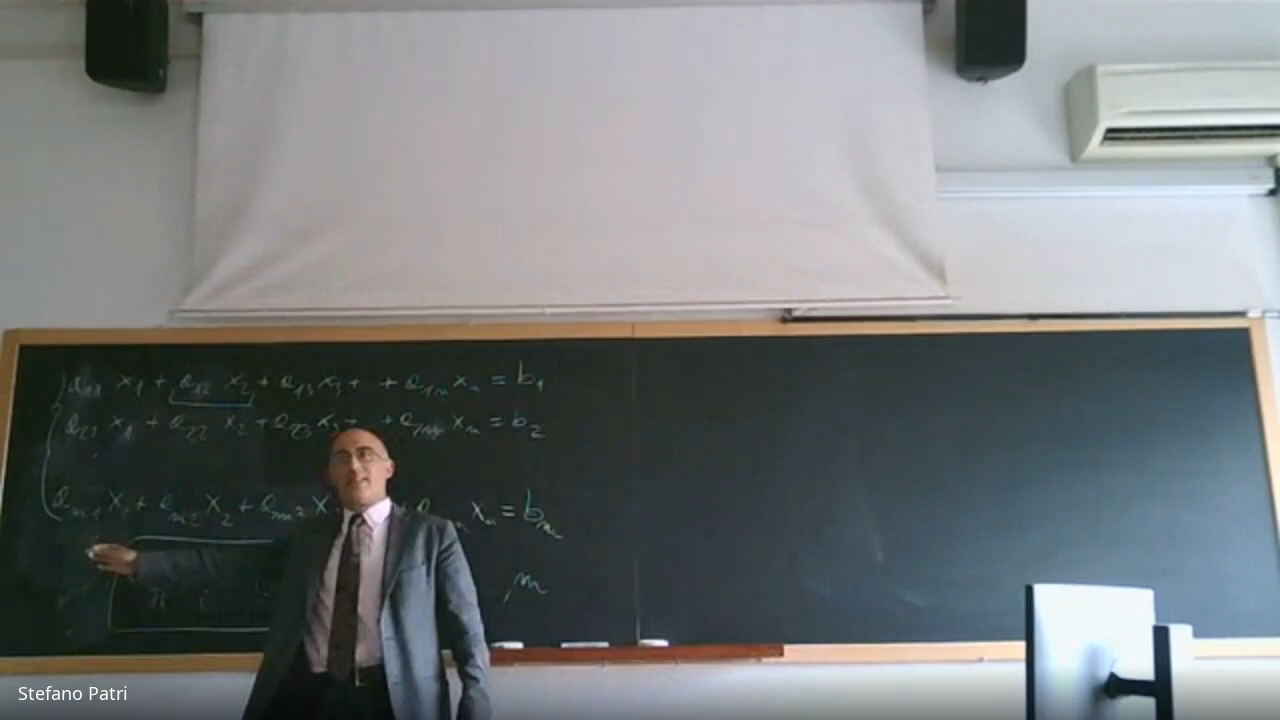 a₁₁ x₁ + a₁₂ x₂ + a₁₃ x₃ + + a₁ₙ xₙ = b₁
a₂₁ x₁ + a₂₂ x₂ + a₂₃ x₃ + + a₂ₙ xₙ = b₂
aₘ₁ x₁ + aₘ₂ x₂ + aₘ₃ x xₙ = bₘ
m
Stefano Patri